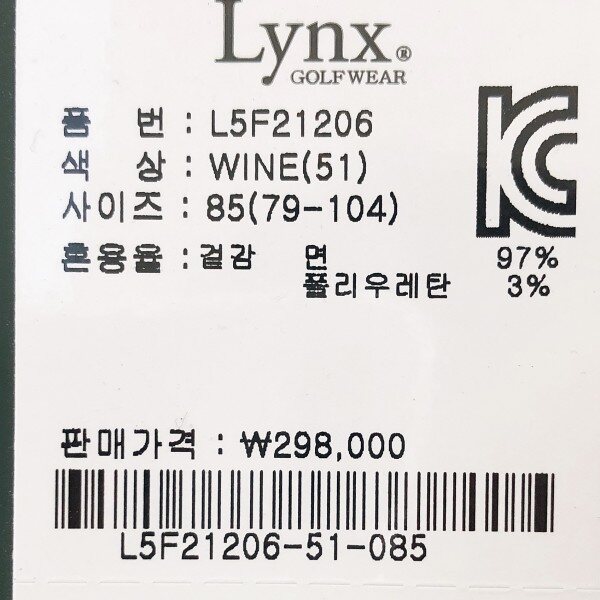 Lynx®
GOLFWEAR
품 번 : L5F21206
색 상 : WINE(51)
사이즈 : 85(79-104)
혼용율 : 겉감 면 97%
폴리우레탄 3%
판매가격 : ₩298,000
L5F21206-51-085